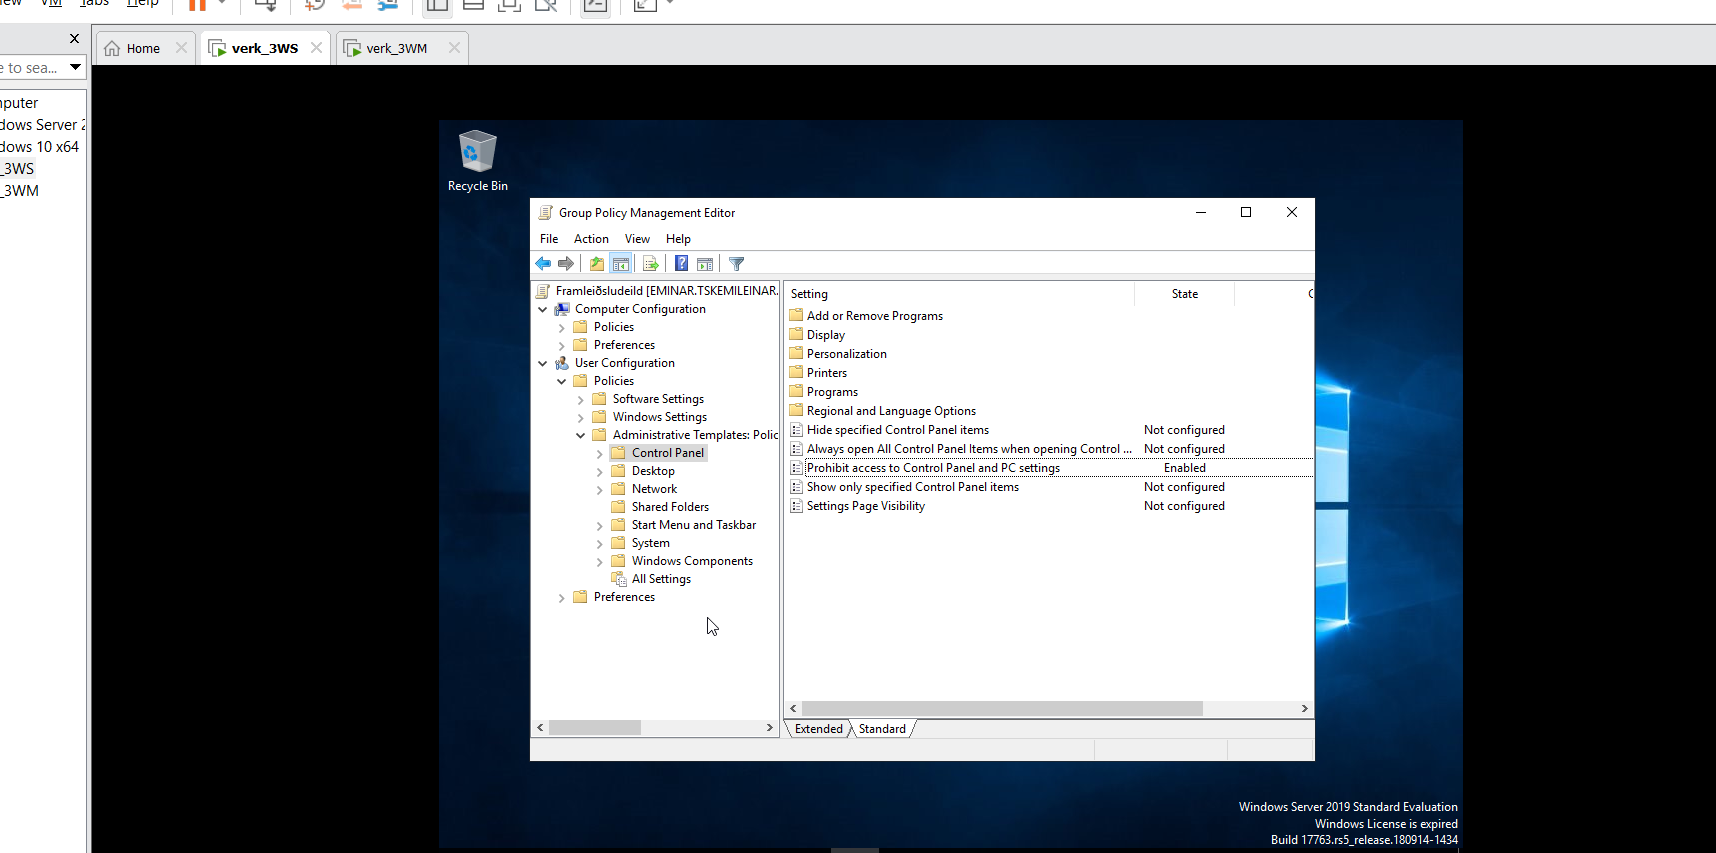 VM Tabs Help
e to sea...
Home
verk_3WS
verk_3WM
nputer
dows Server 2
dows 10 x64
_3WS
_3WM
Recycle Bin
Group Policy Management Editor
File Action View Help
Framleiðsludeild [EMINAR.TSKEMILEINAR.
Computer Configuration
Policies
Preferences
User Configuration
Policies
Software Settings
Windows Settings
Administrative Templates: Polic
Control Panel
Desktop
Network
Shared Folders
Start Menu and Taskbar
System
Windows Components
All Settings
Preferences
Setting State C
Add or Remove Programs
Display
Personalization
Printers
Programs
Regional and Language Options
Hide specified Control Panel items Not configured
Always open All Control Panel Items when opening Control ... Not configured
Prohibit access to Control Panel and PC settings Enabled
Show only specified Control Panel items Not configured
Settings Page Visibility Not configured
Extended Standard
Windows Server 2019 Standard Evaluation
Windows License is expired
Build 17763.rs5_release.180914-1434